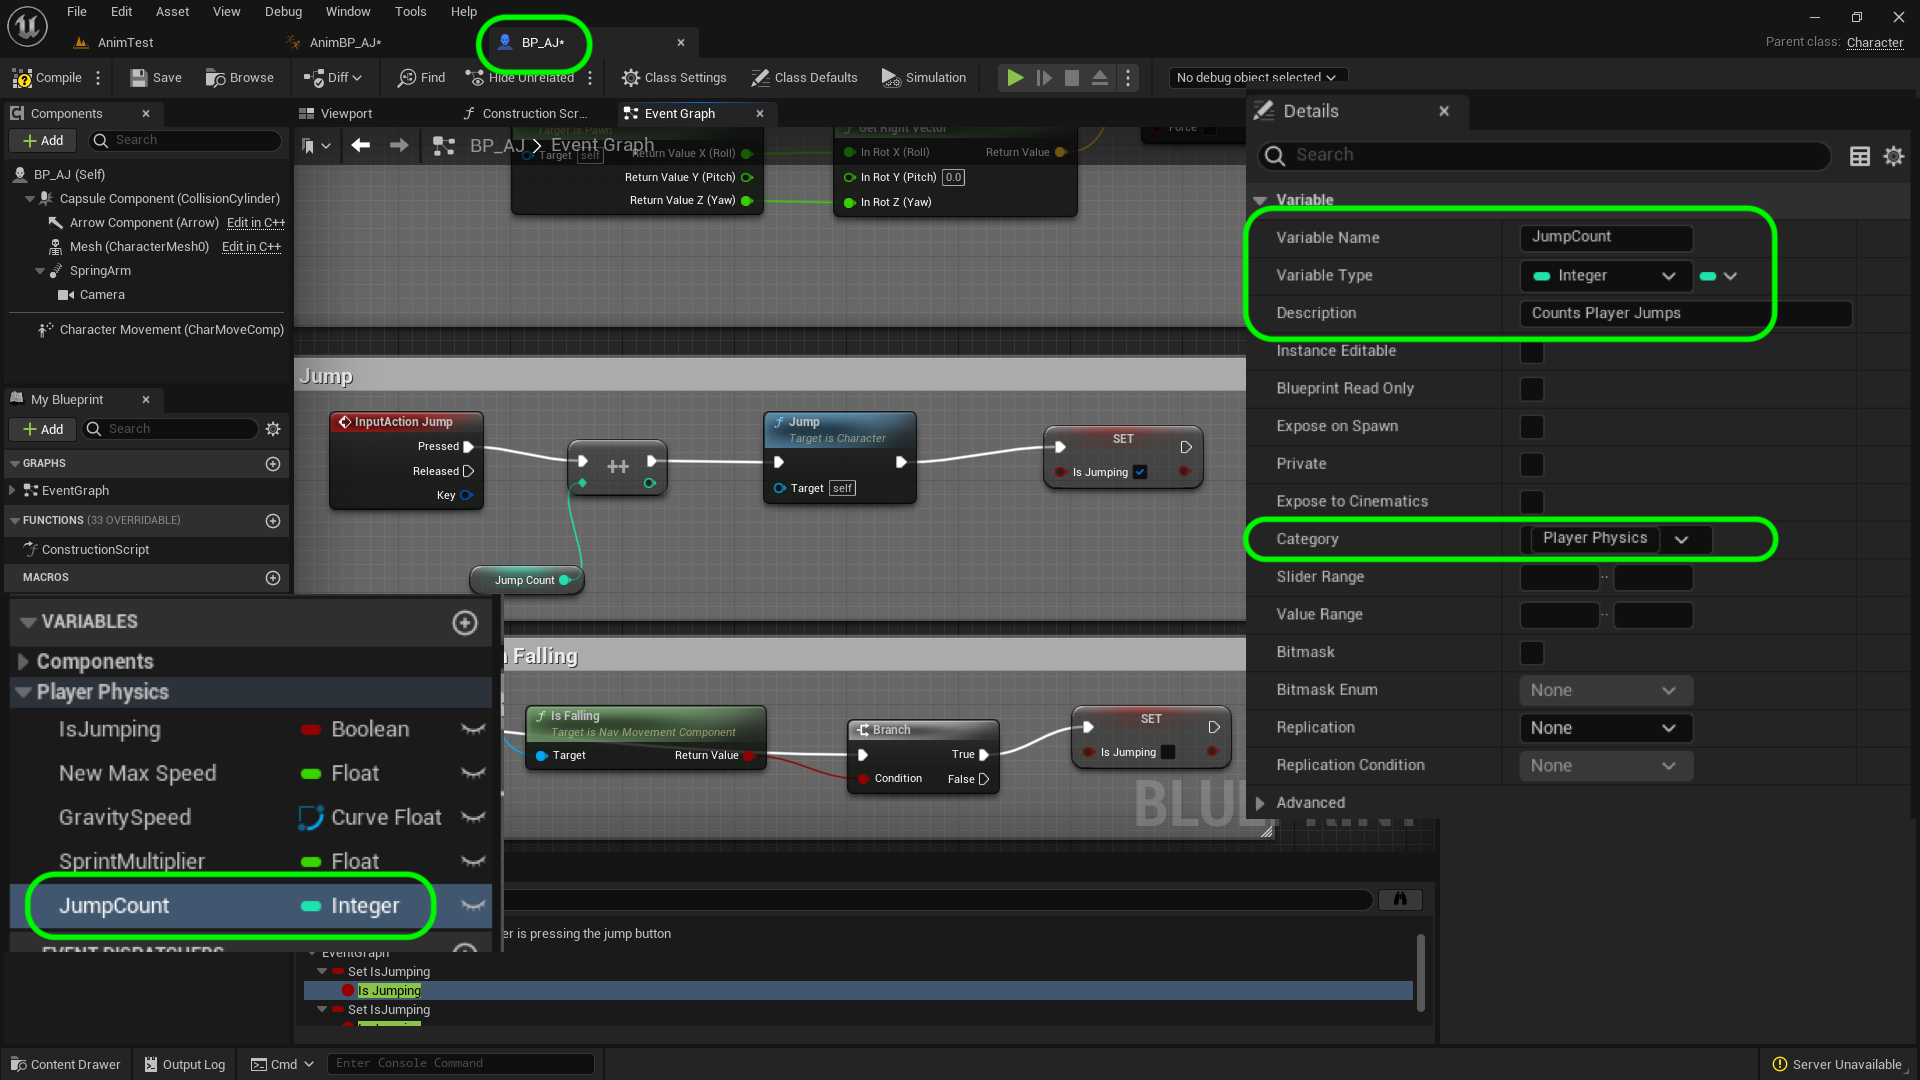 File Edit Asset View Debug Window Tools Help
AnimTest
AnimBP_AJ*
BP_AJ*
Parent class: Character
Compile
Save
Browse
Diff
Find
Hide Unrelated
Class Settings
Class Defaults
Simulation
No debug object selected
Components
Add
Search
BP_AJ (Self)
Capsule Component (CollisionCylinder)
Arrow Component (Arrow) Edit in C++
Mesh (CharacterMesh0) Edit in C++
SpringArm
Camera
Character Movement (CharMoveComp)
My Blueprint
Add
Search
GRAPHS
EventGraph
FUNCTIONS (33 OVERRIDABLE)
ConstructionScript
MACROS
VARIABLES
Components
Player Physics
IsJumping Boolean
New Max Speed Float
GravitySpeed Curve Float
SprintMultiplier Float
JumpCount Integer
EVENT DISPATCHERS
Viewport
Construction Scr...
Event Graph
BP_AJ > Event Graph
Target is Pawn
Target self
Return Value X (Roll)
Return Value Y (Pitch)
Return Value Z (Yaw)
Get Right Vector
In Rot X (Roll)
Return Value
In Rot Y (Pitch) 0.0
In Rot Z (Yaw)
Force
Jump
InputAction Jump
Pressed
Released
Key
++
Jump Count
Jump
Target is Character
Target self
SET
Is Jumping
Falling
Is Falling
Target is Nav Movement Component
Target
Return Value
Branch
True
Condition
False
SET
Is Jumping
er is pressing the jump button
EventGraph
Set IsJumping
Is Jumping
Set IsJumping
Details
Search
Variable
Variable Name JumpCount
Variable Type Integer
Description Counts Player Jumps
Instance Editable
Blueprint Read Only
Expose on Spawn
Private
Expose to Cinematics
Category Player Physics
Slider Range
Value Range
Bitmask
Bitmask Enum None
Replication None
Replication Condition None
Advanced
Content Drawer
Output Log
Cmd
Enter Console Command
Server Unavailable